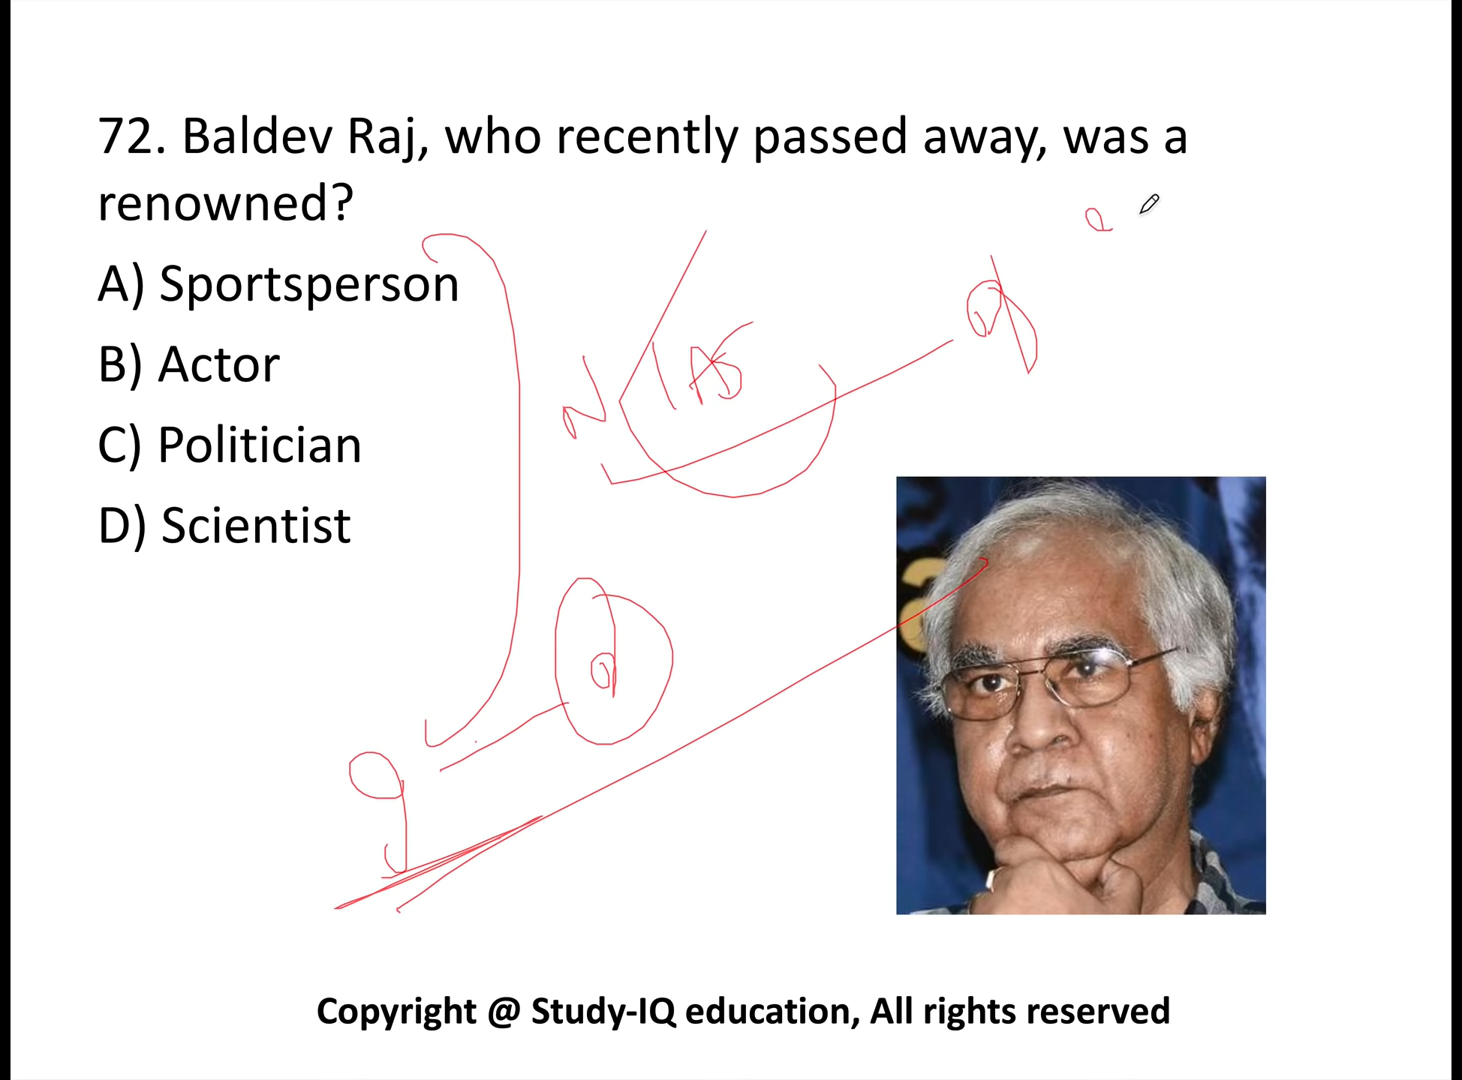 72. Baldev Raj, who recently passed away, was a
renowned?
A) Sportsperson
B) Actor
C) Politician
D) Scientist
Copyright @ Study-IQ education, All rights reserved